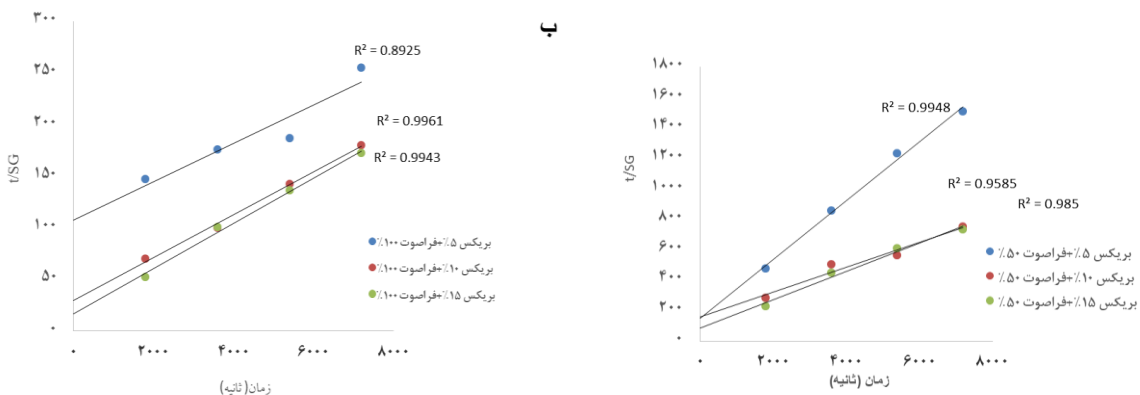 ب
۳۰۰
۲۵۰
۲۰۰
۱۵۰
۱۰۰
۵۰
۰
t/SG
R² = 0.8925
R² = 0.9961
R² = 0.9943
بریکس ۵٪+فراصوت ۱۰۰٪
بریکس ۱۰٪+فراصوت ۱۰۰٪
بریکس ۱۵٪+فراصوت ۱۰۰٪
۰ ۲۰۰۰ ۴۰۰۰ ۶۰۰۰ ۸۰۰۰
زمان(ثانیه)
۱۸۰۰
۱۶۰۰
۱۴۰۰
۱۲۰۰
۱۰۰۰
۸۰۰
۶۰۰
۴۰۰
۲۰۰
۰
t/SG
R² = 0.9948
R² = 0.9585
R² = 0.985
بریکس ۵٪+فراصوت ۵۰٪
بریکس ۱۰٪+فراصوت ۵۰٪
بریکس ۱۵٪+فراصوت ۵۰٪
۰ ۲۰۰۰ ۴۰۰۰ ۶۰۰۰ ۸۰۰۰
زمان (ثانیه)